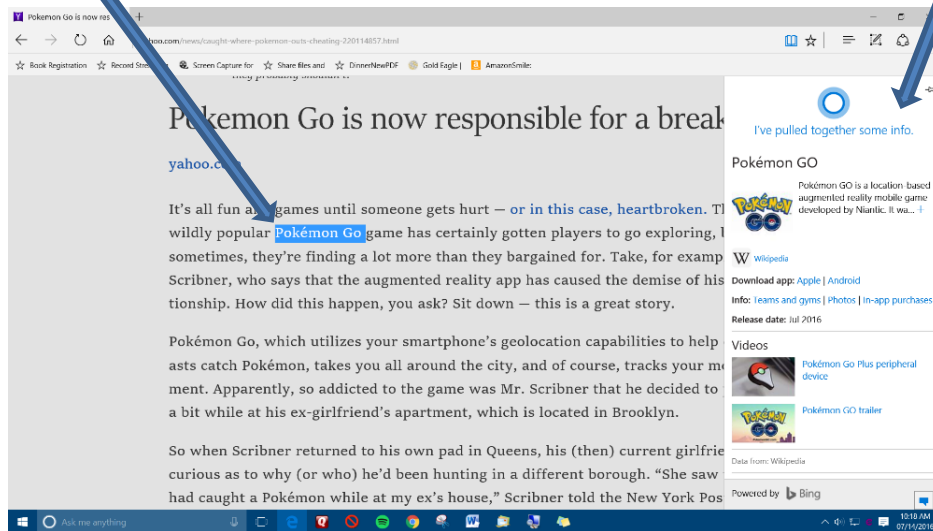 Pokemon Go is now res
hoo.com/news/caught-where-pokemon-outs-cheating-220114857.html
Book Registration Record Stre Screen Capture for Share files and DinnerNewPDF Gold Eagle | AmazonSmile:
they probably shouldn't.
Pokemon Go is now responsible for a break
yahoo.c
It's all fun a games until someone gets hurt — or in this case, heartbroken. Th
wildly popular Pokémon Go game has certainly gotten players to go exploring, b
sometimes, they're finding a lot more than they bargained for. Take, for examp
Scribner, who says that the augmented reality app has caused the demise of his
tionship. How did this happen, you ask? Sit down — this is a great story.
Pokémon Go, which utilizes your smartphone's geolocation capabilities to help
asts catch Pokémon, takes you all around the city, and of course, tracks your m
ment. Apparently, so addicted to the game was Mr. Scribner that he decided to
a bit while at his ex-girlfriend's apartment, which is located in Brooklyn.
So when Scribner returned to his own pad in Queens, his (then) current girlfrie
curious as to why (or who) he'd been hunting in a different borough. "She saw
had caught a Pokémon while at my ex's house," Scribner told the New York Pos
I've pulled together some info.
Pokémon GO
Pokémon GO is a location-based
augmented reality mobile game
developed by Niantic. It wa... +
POKÉMON GO
W Wikipedia
Download app: Apple | Android
Info: Teams and gyms | Photos | In-app purchases
Release date: Jul 2016
Videos
Pokémon Go Plus peripheral
device
Pokémon GO trailer
POKÉMON GO
Data from: Wikipedia
Powered by Bing
Ask me anything
10:18 AM
07/14/2016